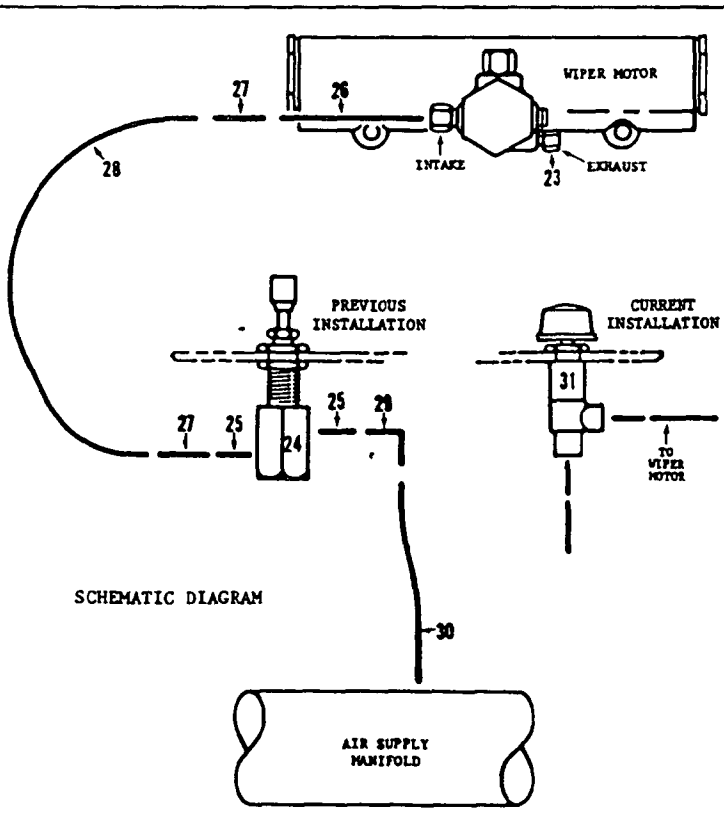 WIPER MOTOR
27
26
28
INTAKE
23
EXHAUST
PREVIOUS
INSTALLATION
CURRENT
INSTALLATION
31
25
29
27
25
24
TO
WIPER
MOTOR
SCHEMATIC DIAGRAM
30
AIR SUPPLY
MANIFOLD